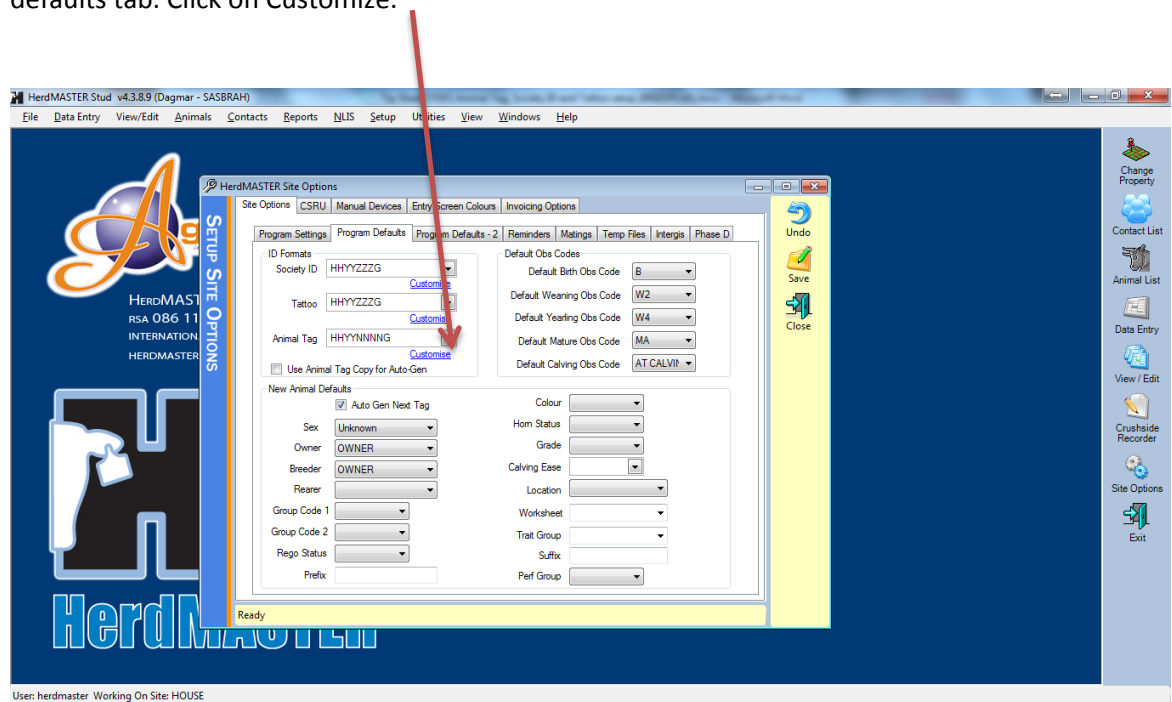 defaults tab. Click on Customize.
HerdMASTER Stud v4.3.8.9 (Dagmar - SASBRAH)
File Data Entry View/Edit Animals Contacts Reports NLIS Setup Utilities View Windows Help
HerdMASTER Site Options
Site Options CSRU Manual Devices Entry Screen Colours Invoicing Options
Program Settings Program Defaults Program Defaults - 2 Reminders Matings Temp Files Intergis Phase D
SETUP SITE OPTIONS
ID Formats
Society ID HHYYZZZG
Customise
Tattoo HHYYZZZG
Customise
Animal Tag HHYYNNNNG
Customise
Use Animal Tag Copy for Auto-Gen
Default Obs Codes
Default Birth Obs Code B
Default Weaning Obs Code W2
Default Yearling Obs Code W4
Default Mature Obs Code MA
Default Calving Obs Code AT CALVIN
New Animal Defaults
Auto Gen Next Tag
Sex Unknown
Owner OWNER
Breeder OWNER
Rearer
Group Code 1
Group Code 2
Rego Status
Prefix
Colour
Horn Status
Grade
Calving Ease
Location
Worksheet
Trait Group
Suffix
Perf Group
Ready
Undo
Save
Close
Change Property
Contact List
Animal List
Data Entry
View / Edit
Crushside Recorder
Site Options
Exit
HERDMAST
RSA 086 11
INTERNATION
HERDMASTER
HerdMASTER
User: herdmaster Working On Site: HOUSE